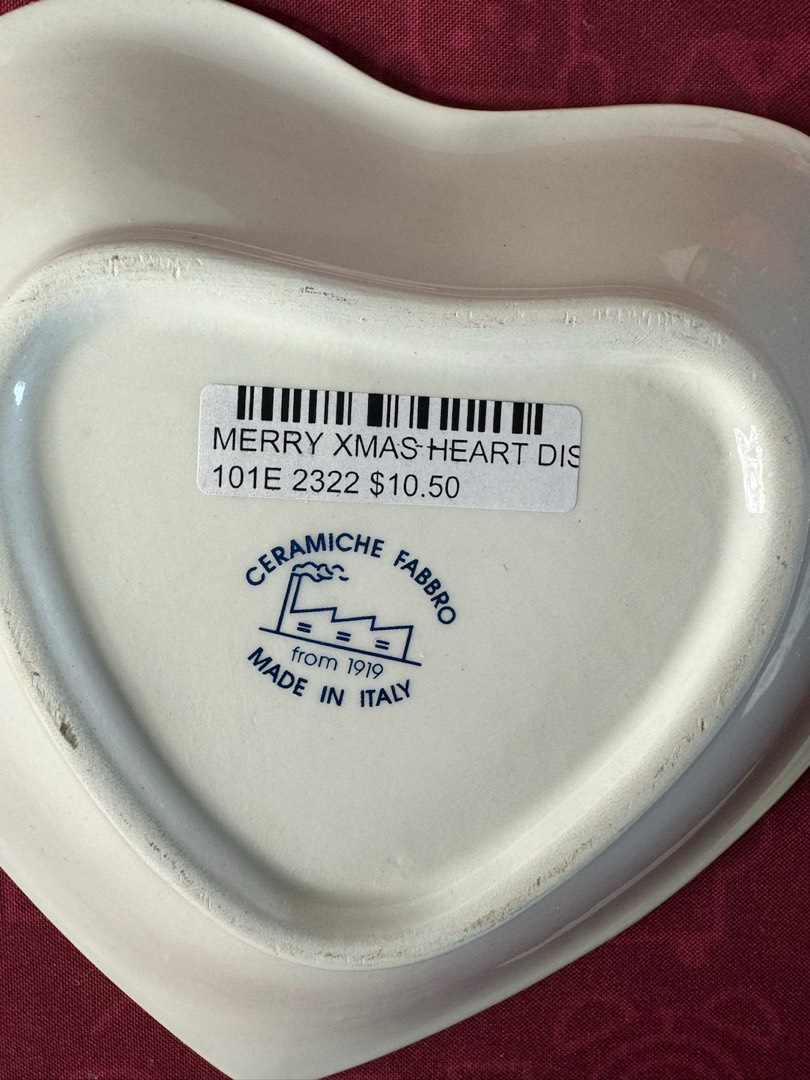 MERRY XMAS HEART DIS
101E 2322 $10.50
CERAMICHE FABBRO
from 1919
MADE IN ITALY